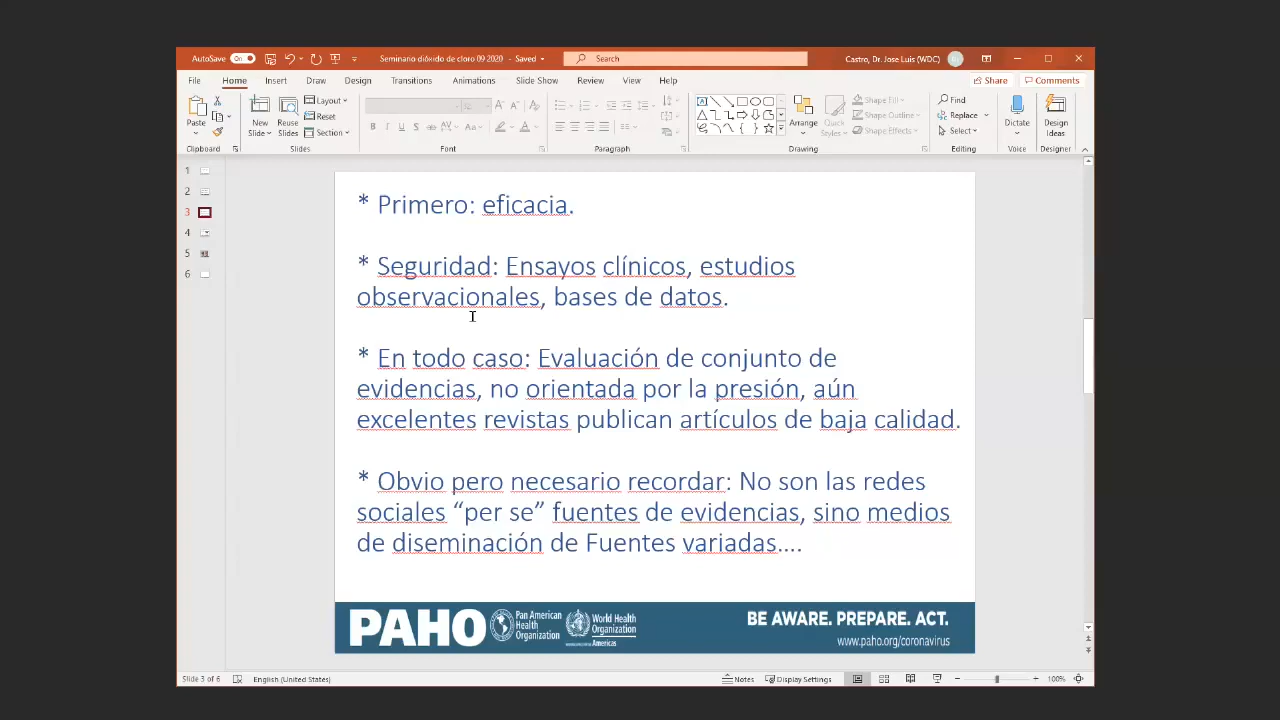 AutoSave On
Seminario dióxido de cloro 09 2020 - Saved
Search
Castro, Dr. Jose Luis (WDC)
File Home Insert Draw Design Transitions Animations Slide Show Review View Help
Share Comments
Paste
Clipboard
New Slide
Reuse Slides
Layout
Reset
Section
Slides
Font
Paragraph
Arrange
Quick Styles
Shape Fill
Shape Outline
Shape Effects
Drawing
Find
Replace
Select
Editing
Dictate
Voice
Design Ideas
Designer
1
2
3
4
5
6
* Primero: eficacia.
* Seguridad: Ensayos clínicos, estudios
observacionales, bases de datos.
* En todo caso: Evaluación de conjunto de
evidencias, no orientada por la presión, aún
excelentes revistas publican artículos de baja calidad.
* Obvio pero necesario recordar: No son las redes
sociales “per se” fuentes de evidencias, sino medios
de diseminación de Fuentes variadas....
PAHO
Pan American
Health
Organization
World Health
Organization
Americas
BE AWARE. PREPARE. ACT.
www.paho.org/coronavirus
Slide 3 of 6 English (United States) Notes Display Settings 100%